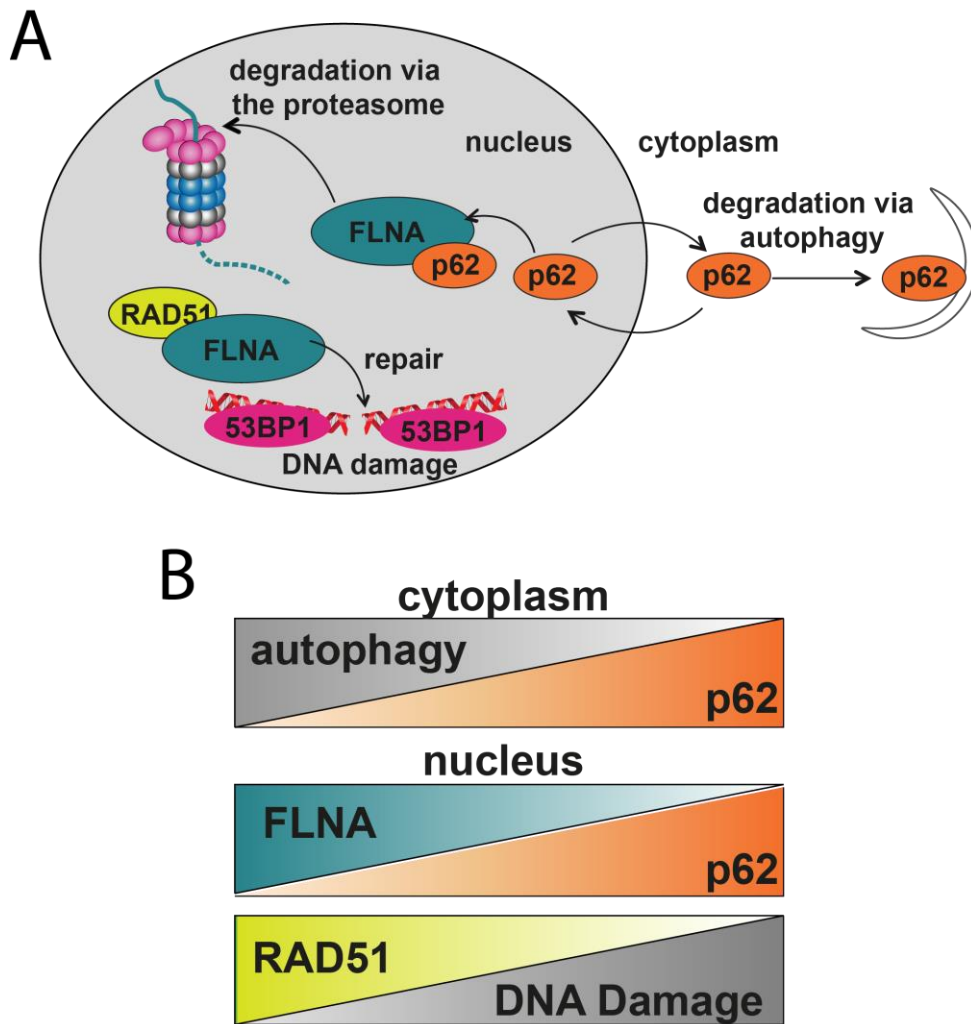 A
degradation via
the proteasome
nucleus
cytoplasm
degradation via
autophagy
FLNA
p62
p62
p62
p62
RAD51
FLNA
repair
53BP1
53BP1
DNA damage
B
cytoplasm
autophagy
p62
nucleus
FLNA
p62
RAD51
DNA Damage